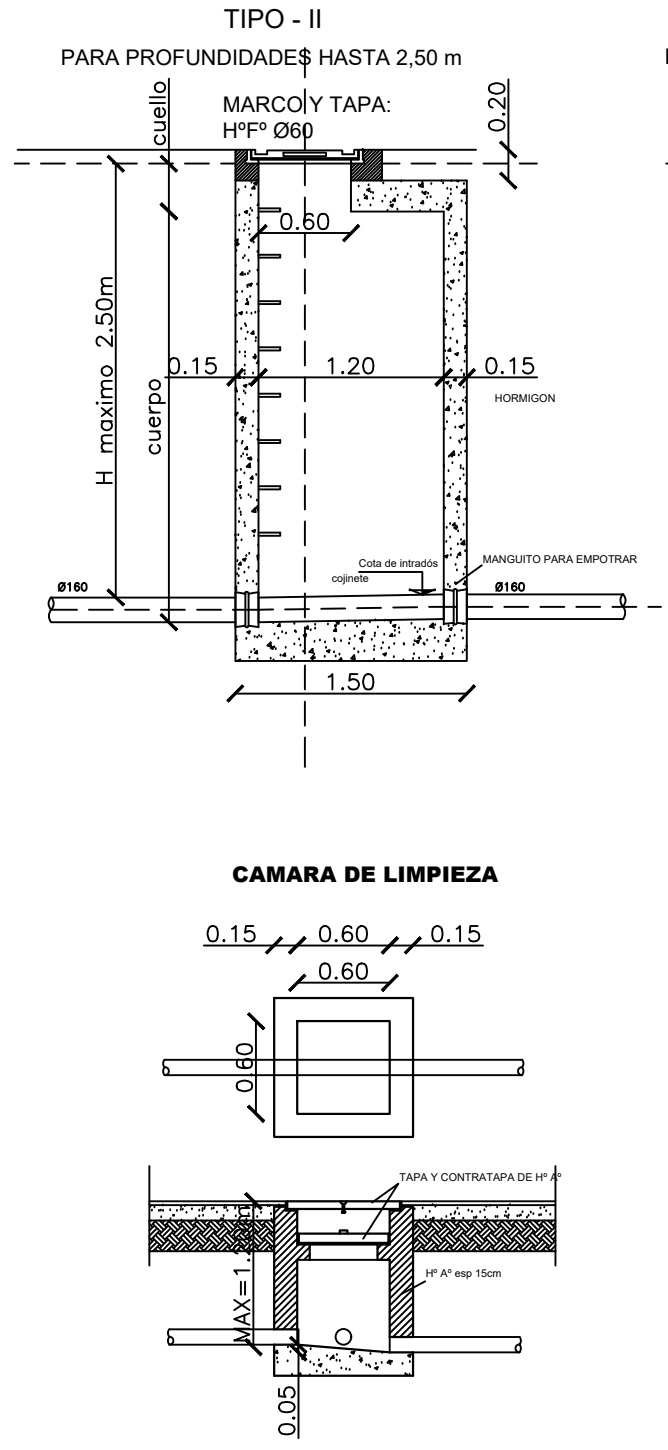 TIPO - II
PARA PROFUNDIDADES HASTA 2,50 m
cuello
MARCO Y TAPA:
HºFº Ø60
0.20
0.60
H maximo 2.50m
cuerpo
0.15
1.20
0.15
HORMIGON
Cota de intradós
cojinete
MANGUITO PARA EMPOTRAR
Ø160
Ø160
1.50
CAMARA DE LIMPIEZA
0.15
0.60
0.15
0.60
0.60
TAPA Y CONTRATAPA DE Hº Aº
MAX=1.20m
Hº Aº esp 15cm
0.05